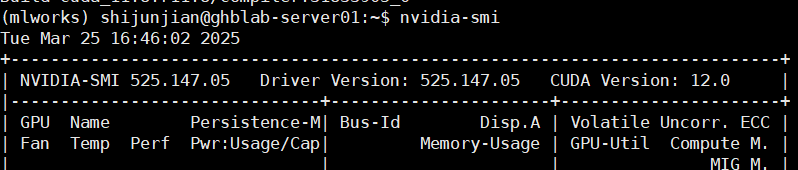 (mlworks) shijunjian@ghblab-server01:~$ nvidia-smi
Tue Mar 25 16:46:02 2025
+-----------------------------------------------------------------------------+
| NVIDIA-SMI 525.147.05   Driver Version: 525.147.05   CUDA Version: 12.0     |
|-------------------------------+----------------------+----------------------+
| GPU  Name        Persistence-M| Bus-Id        Disp.A | Volatile Uncorr. ECC |
| Fan  Temp  Perf  Pwr:Usage/Cap|         Memory-Usage | GPU-Util  Compute M. |
|                               |                      |               MIG M. |